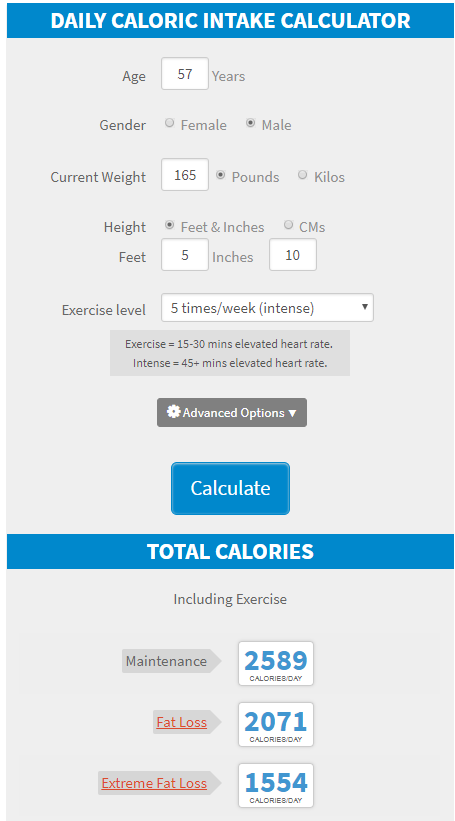 DAILY CALORIC INTAKE CALCULATOR
Age 57 Years
Gender Female Male
Current Weight 165 Pounds Kilos
Height Feet & Inches CMs
Feet 5 Inches 10
Exercise level 5 times/week (intense)
Exercise = 15-30 mins elevated heart rate.
Intense = 45+ mins elevated heart rate.
Advanced Options
Calculate
TOTAL CALORIES
Including Exercise
Maintenance 2589
CALORIES/DAY
Fat Loss 2071
CALORIES/DAY
Extreme Fat Loss 1554
CALORIES/DAY